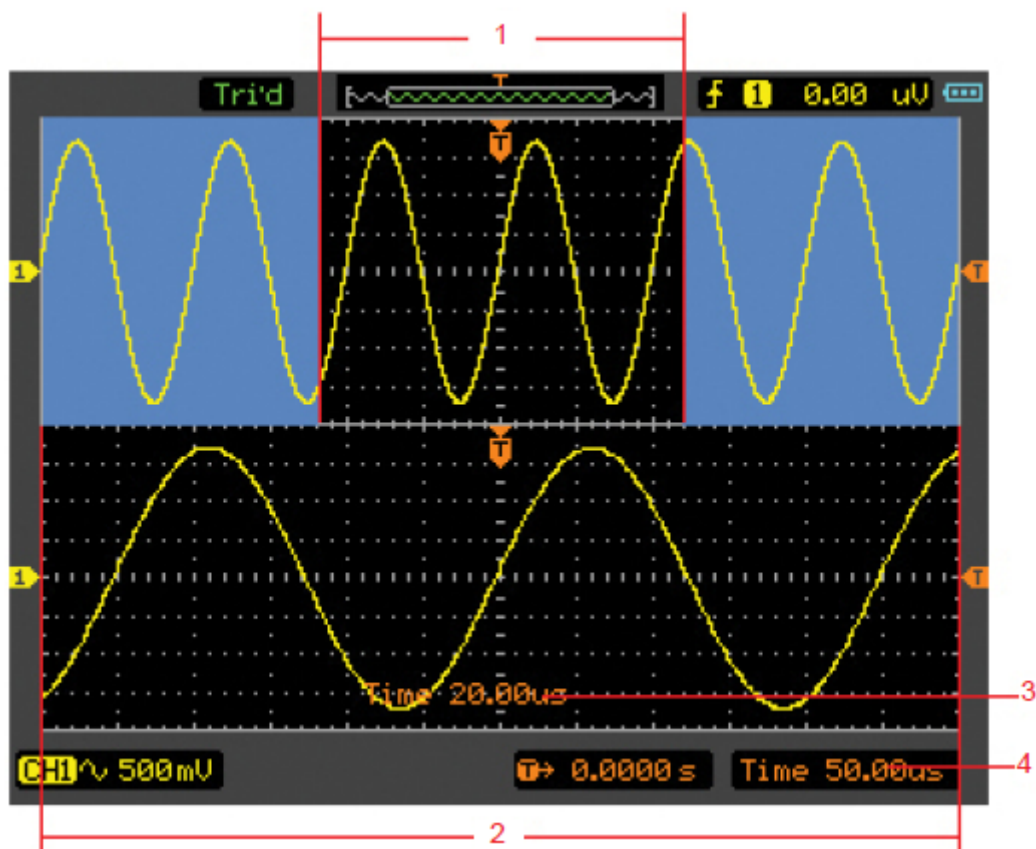 1
T
Tri'd
1 0.00 uV
T
1
T
T
1
T
Time 20.00us
3
CH1 500mV
T→ 0.0000 s
Time 50.00us
4
2